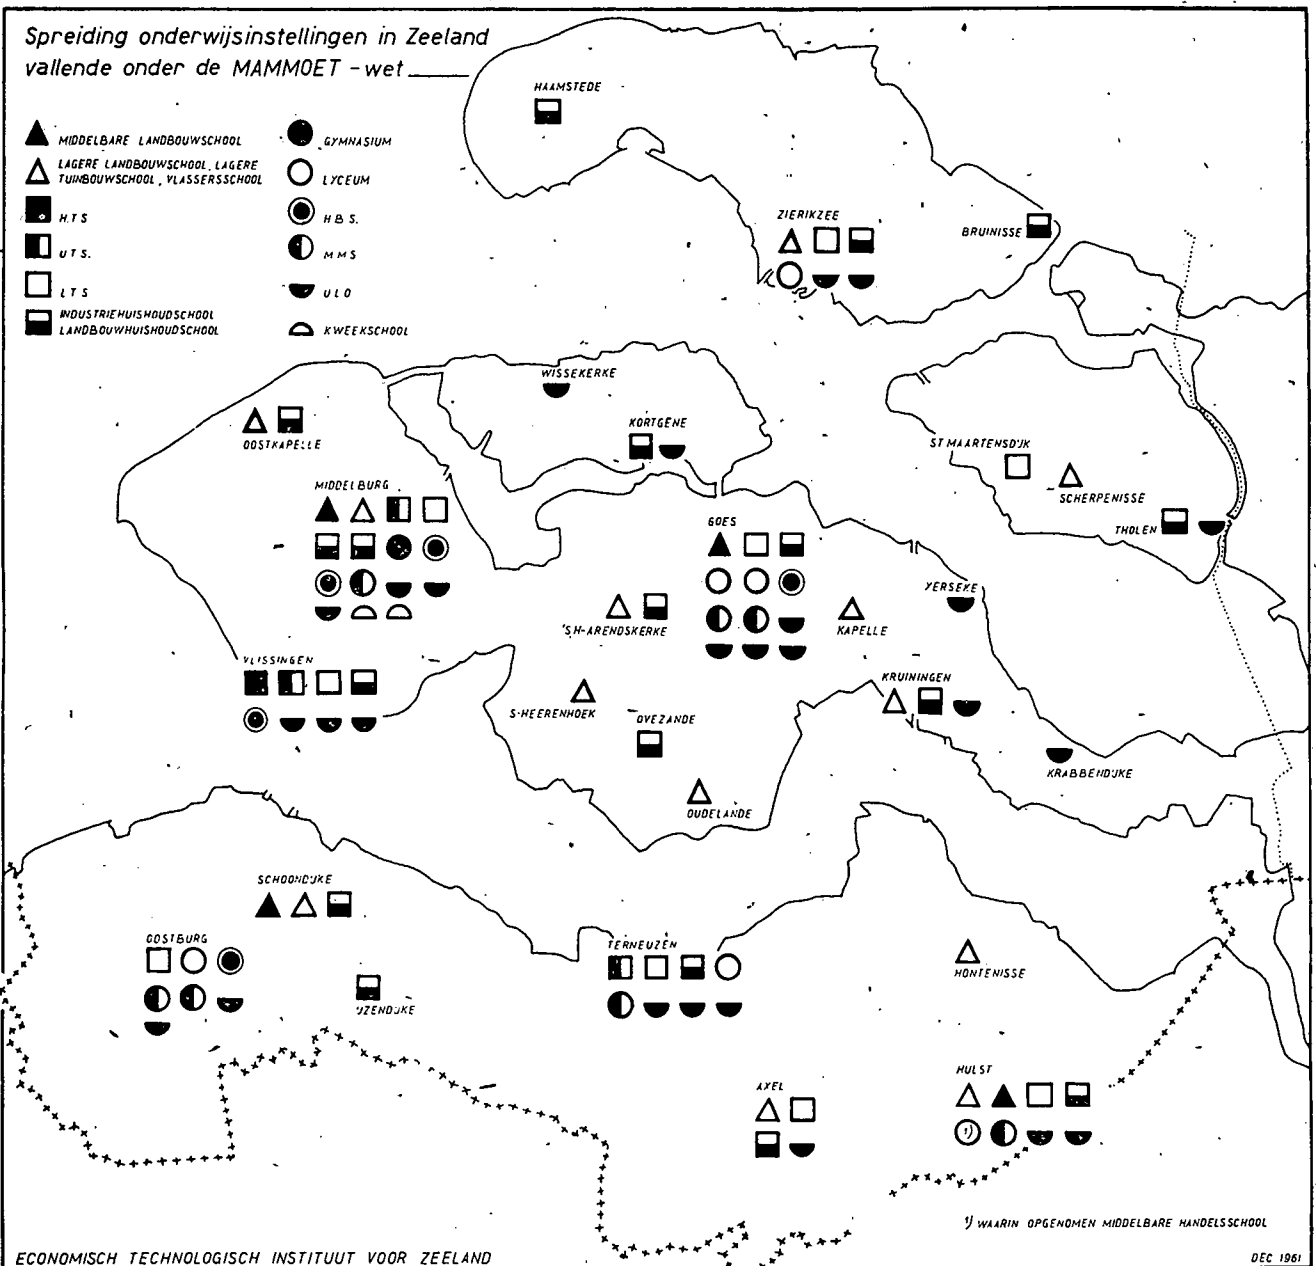 Spreiding onderwijsinstellingen in Zeeland
vallende onder de MAMMOET - wet
MIDDELBARE LANDBOUWSCHOOL
LAGERE LANDBOUWSCHOOL, LAGERE
TUINBOUWSCHOOL, VLASSERSSCHOOL
H.T.S
U.T.S.
L T S
INDUSTRIEHUISHOUDSCHOOL
LANDBOUWHUISHOUDSCHOOL
GYMNASIUM
LYCEUM
H.B.S.
M M S
U L O
KWEEKSCHOOL
HAAMSTEDE
ZIERIKZEE
BRUINISSE
WISSEKERKE
KORTGENE
OOSTKAPELLE
ST MAARTENSDIJK
SCHERPENISSE
THOLEN
MIDDELBURG
GOES
YERSEKE
'S H-ARENDSKERKE
KAPELLE
VLISSINGEN
KRUININGEN
S-HEERENHOEK
OVEZANDE
KRABBENDIJKE
OUDELANDE
SCHOONDIJKE
OOSTBURG
IJZENDIJKE
TERNEUZEN
HONTENISSE
AXEL
HULST
1)
1) WAARIN OPGENOMEN MIDDELBARE HANDELSSCHOOL
ECONOMISCH TECHNOLOGISCH INSTITUUT VOOR ZEELAND
DEC 1961